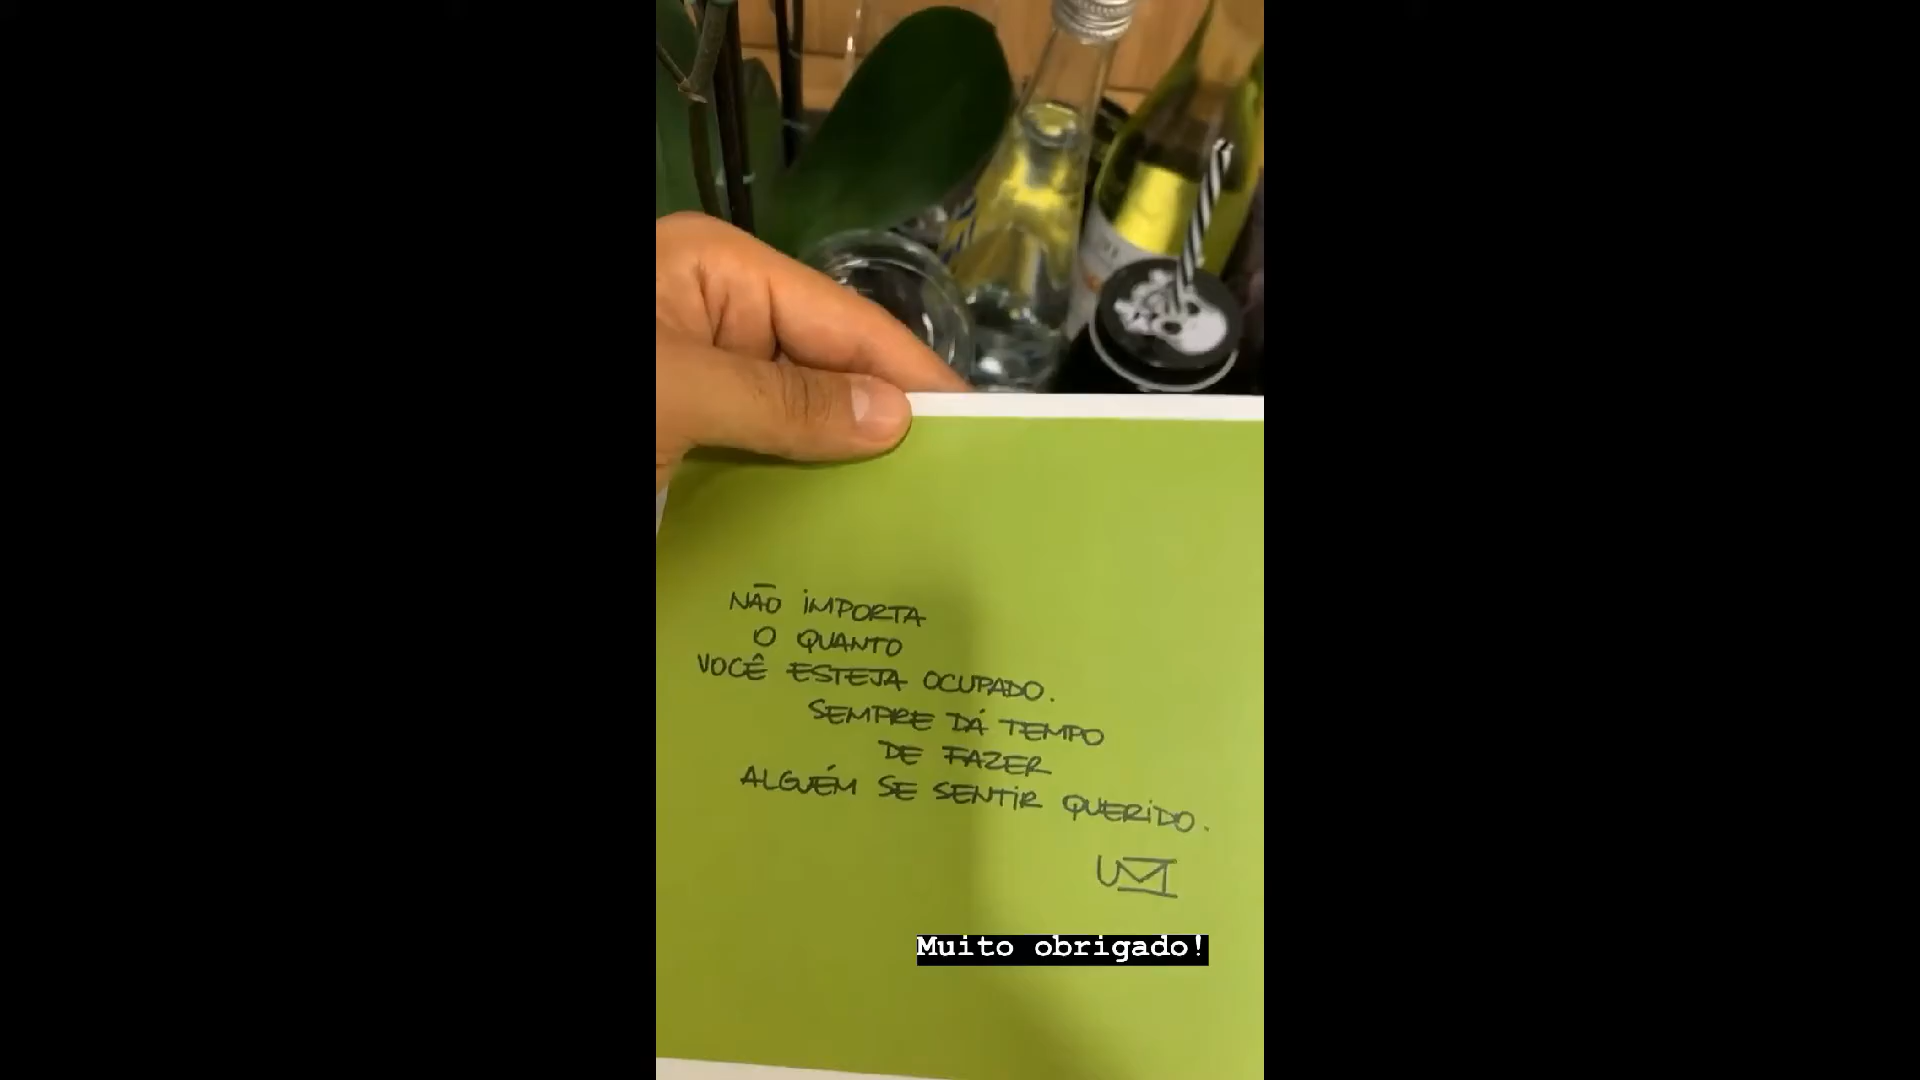 NÃO IMPORTA
O QUANTO
VOCÊ ESTEJA OCUPADO.
SEMPRE DÁ TEMPO
DE FAZER
ALGUÉM SE SENTIR QUERIDO.
Muito obrigado!